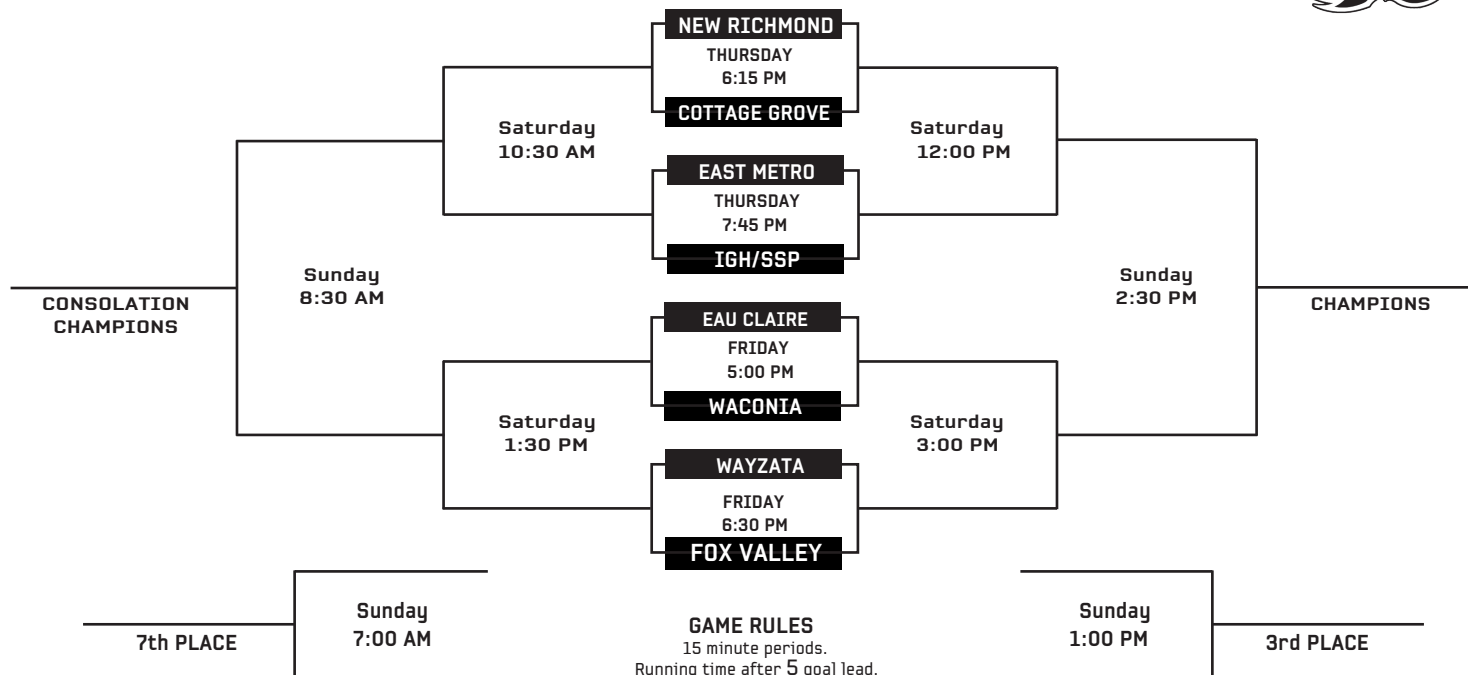 NEW RICHMOND
THURSDAY
6:15 PM
COTTAGE GROVE
Saturday
10:30 AM
Saturday
12:00 PM
EAST METRO
THURSDAY
7:45 PM
IGH/SSP
Sunday
8:30 AM
Sunday
2:30 PM
CONSOLATION
CHAMPIONS
CHAMPIONS
EAU CLAIRE
FRIDAY
5:00 PM
WACONIA
Saturday
1:30 PM
Saturday
3:00 PM
WAYZATA
FRIDAY
6:30 PM
FOX VALLEY
Sunday
7:00 AM
7th PLACE
GAME RULES
15 minute periods.
Running time after 5 goal lead.
Sunday
1:00 PM
3rd PLACE